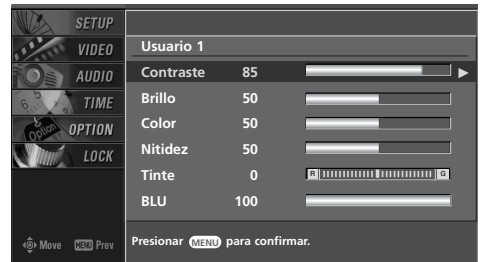 SETUP
VIDEO
AUDIO
TIME
OPTION
LOCK
Move MENU Prev
Usuario 1
Contraste 85
Brillo 50
Color 50
Nitidez 50
Tinte 0 R G
BLU 100
Presionar MENU para confirmar.